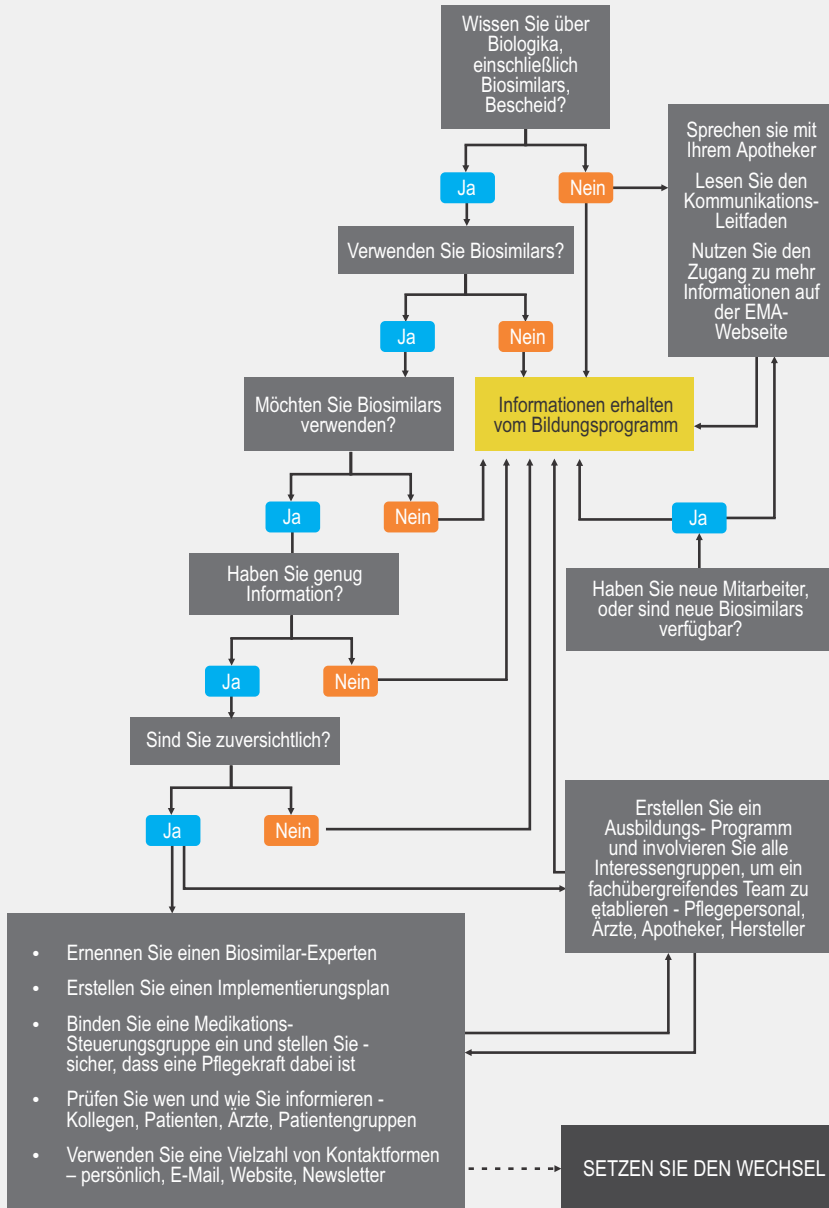 Wissen Sie über
Biologika,
einschließlich
Biosimilars,
Bescheid?
Ja
Nein
Sprechen sie mit
Ihrem Apotheker
Lesen Sie den
Kommunikations-
Leitfaden
Nutzen Sie den
Zugang zu mehr
Informationen auf
der EMA-
Webseite
Verwenden Sie Biosimilars?
Ja
Nein
Möchten Sie Biosimilars
verwenden?
Informationen erhalten
vom Bildungsprogramm
Ja
Nein
Ja
Haben Sie genug
Information?
Haben Sie neue Mitarbeiter,
oder sind neue Biosimilars
verfügbar?
Ja
Nein
Sind Sie zuversichtlich?
Ja
Nein
Erstellen Sie ein
Ausbildungs- Programm
und involvieren Sie alle
Interessengruppen, um ein
fachübergreifendes Team zu
etablieren - Pflegepersonal,
Ärzte, Apotheker, Hersteller
• Ernennen Sie einen Biosimilar-Experten
• Erstellen Sie einen Implementierungsplan
• Binden Sie eine Medikations-
Steuerungsgruppe ein und stellen Sie -
sicher, dass eine Pflegekraft dabei ist
• Prüfen Sie wen und wie Sie informieren -
Kollegen, Patienten, Ärzte, Patientengruppen
• Verwenden Sie eine Vielzahl von Kontaktformen
– persönlich, E-Mail, Website, Newsletter
SETZEN SIE DEN WECHSEL